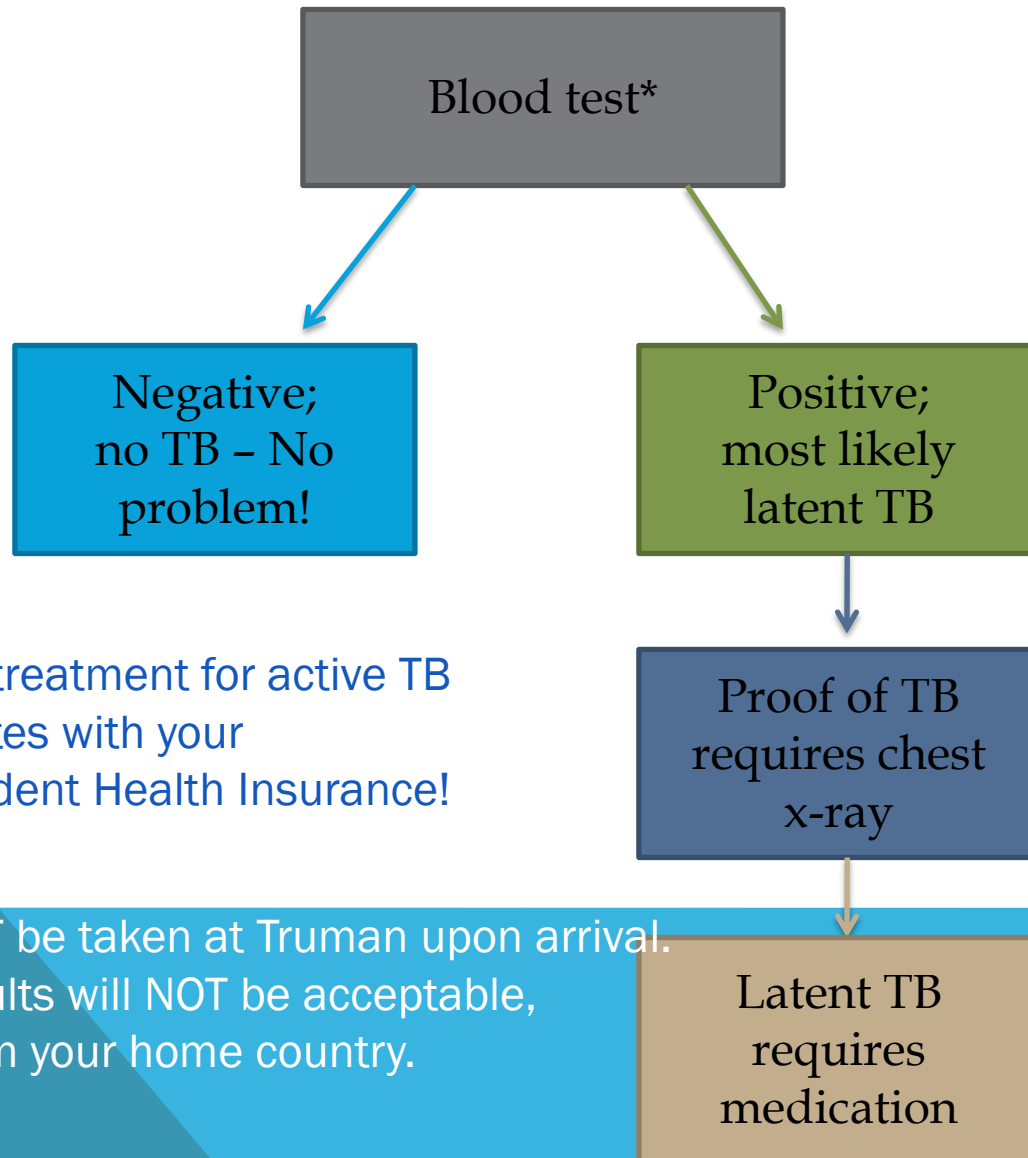 Blood test*
Negative;
no TB – No
problem!
Positive;
most likely
latent TB
treatment for active TB
tes with your
dent Health Insurance!
Proof of TB
requires chest
x-ray
be taken at Truman upon arrival.
ults will NOT be acceptable,
m your home country.
Latent TB
requires
medication